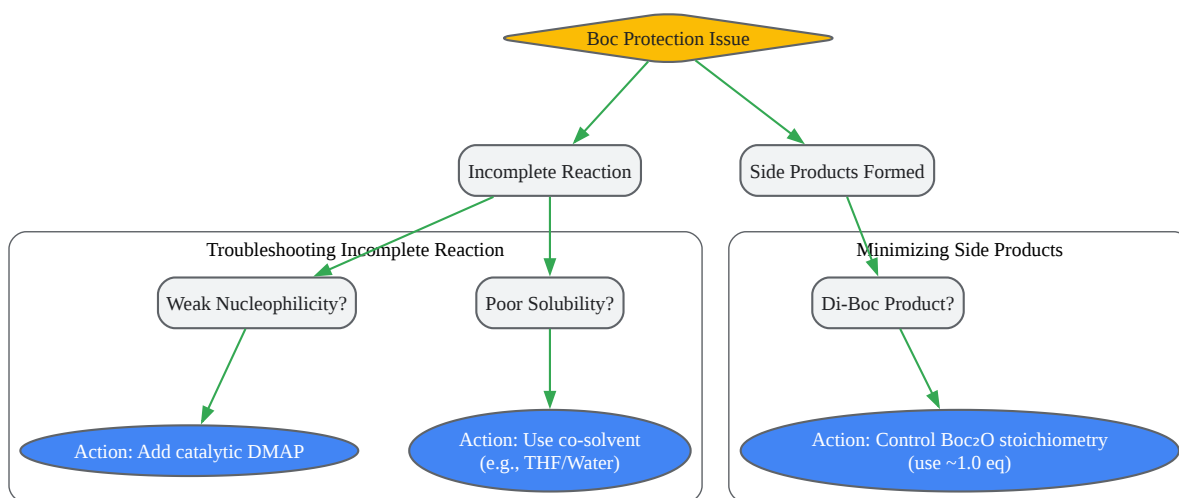 Boc Protection Issue
Incomplete Reaction
Side Products Formed
Troubleshooting Incomplete Reaction
Minimizing Side Products
Weak Nucleophilicity?
Poor Solubility?
Di-Boc Product?
Action: Add catalytic DMAP
Action: Use co-solvent
(e.g., THF/Water)
Action: Control Boc₂O stoichiometry
(use ~1.0 eq)